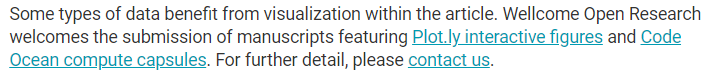 Some types of data benefit from visualization within the article. Wellcome Open Research
welcomes the submission of manuscripts featuring Plot.ly interactive figures and Code
Ocean compute capsules. For further detail, please contact us.